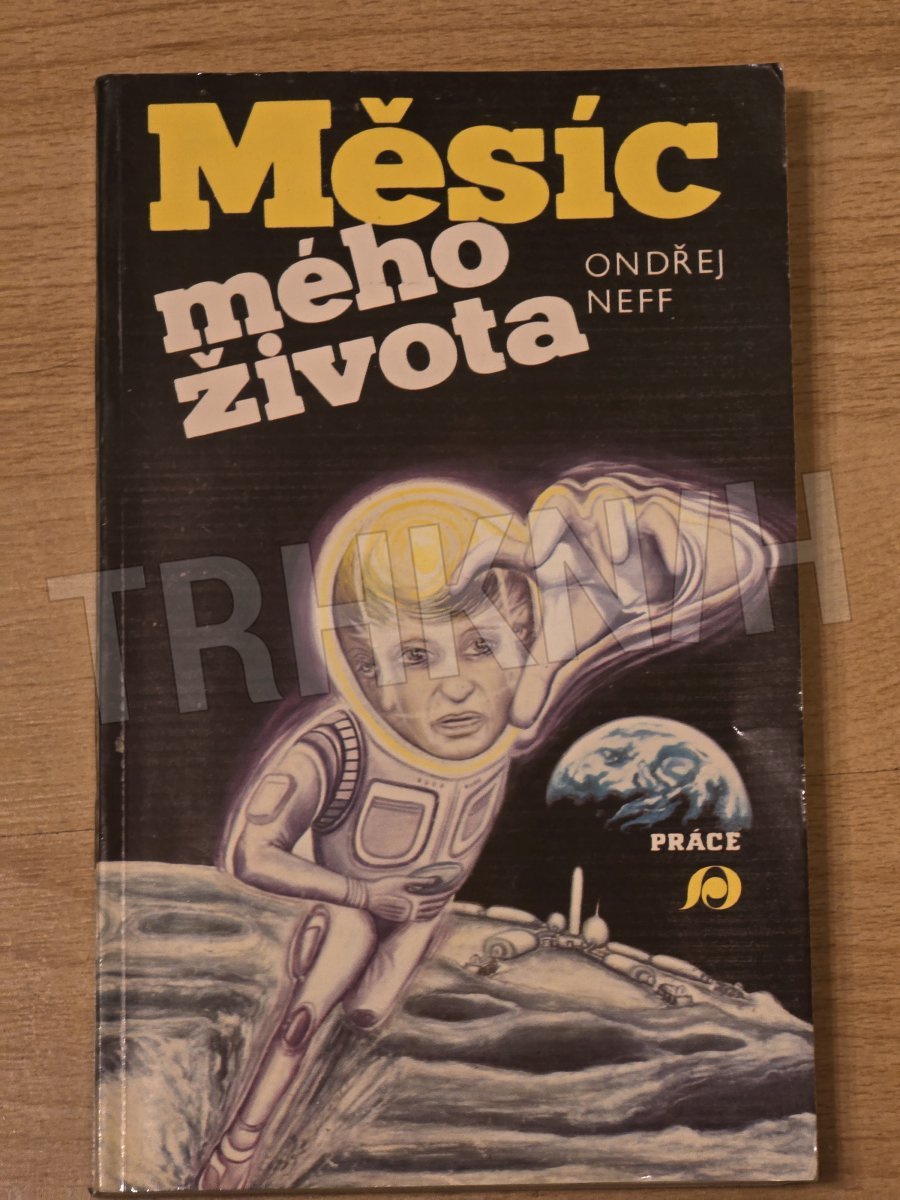 Měsíc
mého
života
ONDŘEJ
NEFF
TRHKNIH
PRÁCE